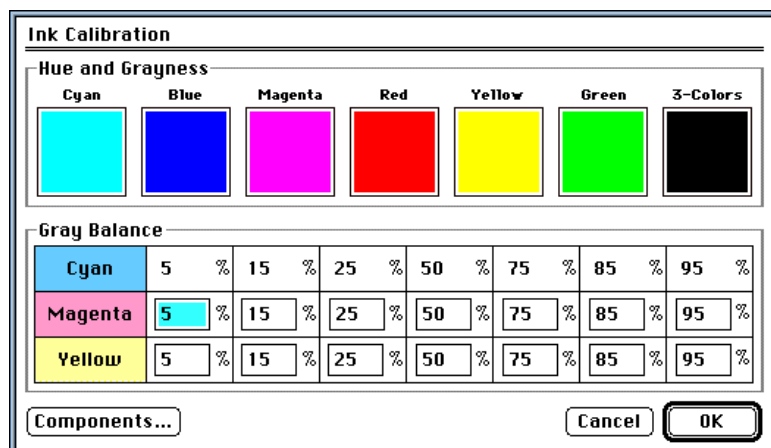 Ink Calibration
Hue and Grayness
Cyan Blue Magenta Red Yellow Green 3-Colors
Gray Balance
Cyan 5 % 15 % 25 % 50 % 75 % 85 % 95 %
Magenta 5 % 15 % 25 % 50 % 75 % 85 % 95 %
Yellow 5 % 15 % 25 % 50 % 75 % 85 % 95 %
Components... Cancel OK